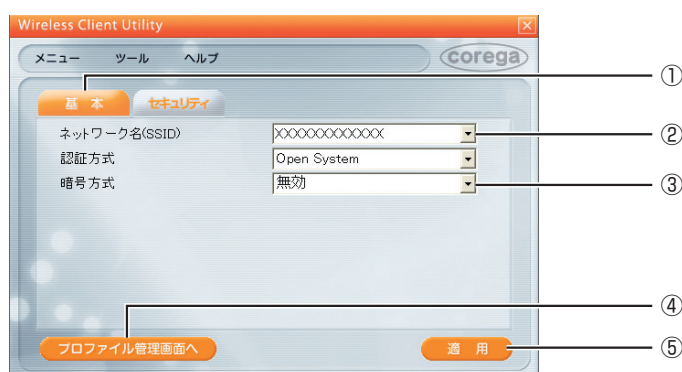 Wireless Client Utility
メニュー ツール ヘルプ corega
①
基 本 セキュリティ
ネットワーク名(SSID) XXXXXXXXXXXX ②
認証方式 Open System
暗号方式 無効 ③
④
プロファイル管理画面へ 適 用 ⑤